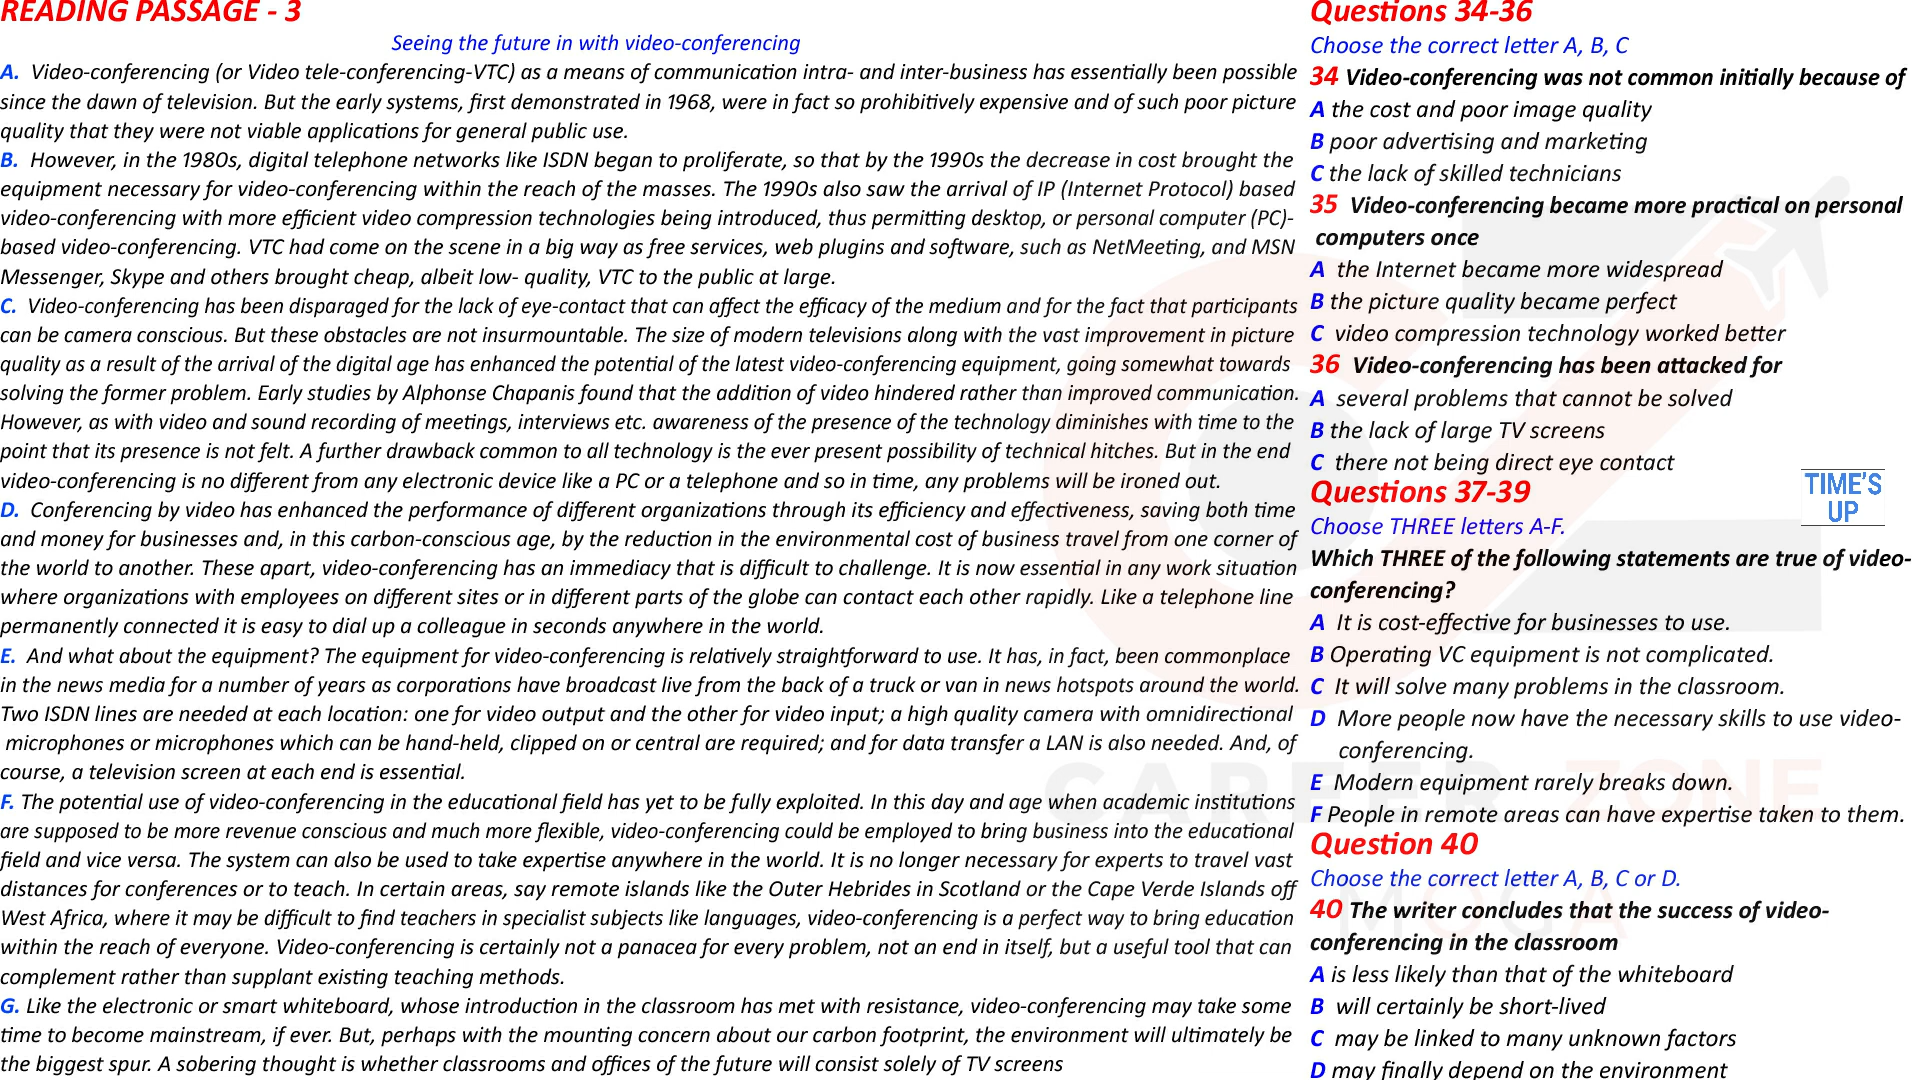 READING PASSAGE - 3
Seeing the future in with video-conferencing
A. Video-conferencing (or Video tele-conferencing-VTC) as a means of communication intra- and inter-business has essentially been possible
since the dawn of television. But the early systems, first demonstrated in 1968, were in fact so prohibitively expensive and of such poor picture
quality that they were not viable applications for general public use.
B. However, in the 1980s, digital telephone networks like ISDN began to proliferate, so that by the 1990s the decrease in cost brought the
equipment necessary for video-conferencing within the reach of the masses. The 1990s also saw the arrival of IP (Internet Protocol) based
video-conferencing with more efficient video compression technologies being introduced, thus permitting desktop, or personal computer (PC)-
based video-conferencing. VTC had come on the scene in a big way as free services, web plugins and software, such as NetMeeting, and MSN
Messenger, Skype and others brought cheap, albeit low- quality, VTC to the public at large.
C. Video-conferencing has been disparaged for the lack of eye-contact that can affect the efficacy of the medium and for the fact that participants
can be camera conscious. But these obstacles are not insurmountable. The size of modern televisions along with the vast improvement in picture
quality as a result of the arrival of the digital age has enhanced the potential of the latest video-conferencing equipment, going somewhat towards
solving the former problem. Early studies by Alphonse Chapanis found that the addition of video hindered rather than improved communication.
However, as with video and sound recording of meetings, interviews etc. awareness of the presence of the technology diminishes with time to the
point that its presence is not felt. A further drawback common to all technology is the ever present possibility of technical hitches. But in the end
video-conferencing is no different from any electronic device like a PC or a telephone and so in time, any problems will be ironed out.
D. Conferencing by video has enhanced the performance of different organizations through its efficiency and effectiveness, saving both time
and money for businesses and, in this carbon-conscious age, by the reduction in the environmental cost of business travel from one corner of
the world to another. These apart, video-conferencing has an immediacy that is difficult to challenge. It is now essential in any work situation
where organizations with employees on different sites or in different parts of the globe can contact each other rapidly. Like a telephone line
permanently connected it is easy to dial up a colleague in seconds anywhere in the world.
E. And what about the equipment? The equipment for video-conferencing is relatively straightforward to use. It has, in fact, been commonplace
in the news media for a number of years as corporations have broadcast live from the back of a truck or van in news hotspots around the world.
Two ISDN lines are needed at each location: one for video output and the other for video input; a high quality camera with omnidirectional
microphones or microphones which can be hand-held, clipped on or central are required; and for data transfer a LAN is also needed. And, of
course, a television screen at each end is essential.
F. The potential use of video-conferencing in the educational field has yet to be fully exploited. In this day and age when academic institutions
are supposed to be more revenue conscious and much more flexible, video-conferencing could be employed to bring business into the educational
field and vice versa. The system can also be used to take expertise anywhere in the world. It is no longer necessary for experts to travel vast
distances for conferences or to teach. In certain areas, say remote islands like the Outer Hebrides in Scotland or the Cape Verde Islands off
West Africa, where it may be difficult to find teachers in specialist subjects like languages, video-conferencing is a perfect way to bring education
within the reach of everyone. Video-conferencing is certainly not a panacea for every problem, not an end in itself, but a useful tool that can
complement rather than supplant existing teaching methods.
G. Like the electronic or smart whiteboard, whose introduction in the classroom has met with resistance, video-conferencing may take some
time to become mainstream, if ever. But, perhaps with the mounting concern about our carbon footprint, the environment will ultimately be
the biggest spur. A sobering thought is whether classrooms and offices of the future will consist solely of TV screens
Questions 34-36
Choose the correct letter A, B, C
34 Video-conferencing was not common initially because of
A the cost and poor image quality
B poor advertising and marketing
C the lack of skilled technicians
35 Video-conferencing became more practical on personal
computers once
A the Internet became more widespread
B the picture quality became perfect
C video compression technology worked better
36 Video-conferencing has been attacked for
A several problems that cannot be solved
B the lack of large TV screens
C there not being direct eye contact
Questions 37-39
Choose THREE letters A-F.
Which THREE of the following statements are true of video-
conferencing?
A It is cost-effective for businesses to use.
B Operating VC equipment is not complicated.
C It will solve many problems in the classroom.
D More people now have the necessary skills to use video-
conferencing.
E Modern equipment rarely breaks down.
F People in remote areas can have expertise taken to them.
Question 40
Choose the correct letter A, B, C or D.
40 The writer concludes that the success of video-
conferencing in the classroom
A is less likely than that of the whiteboard
B will certainly be short-lived
C may be linked to many unknown factors
D may finally depend on the environment
TIME'S
UP
CAREER ZONE
MOGA